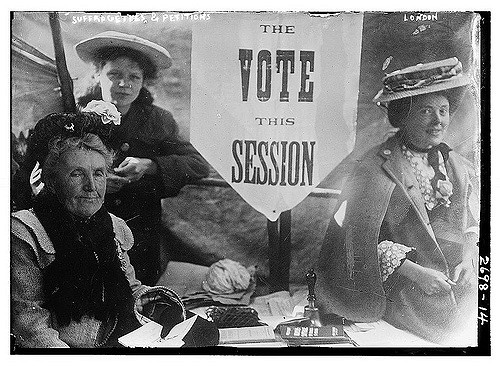 SUFFRAGETTES & PETITIONS
LONDON
THE
VOTE
THIS
SESSION
2698-14